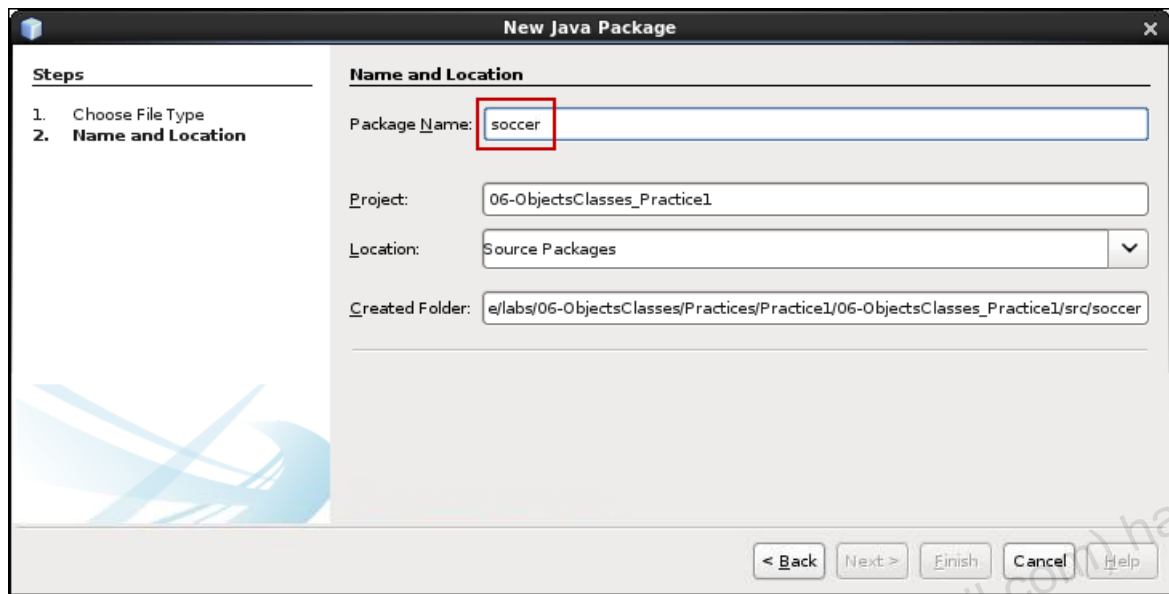 New Java Package
Steps
1. Choose File Type
2. Name and Location
Name and Location
Package Name: soccer
Project: 06-ObjectsClasses_Practice1
Location: Source Packages
Created Folder: e/labs/06-ObjectsClasses/Practices/Practice1/06-ObjectsClasses_Practice1/src/soccer
< Back Next > Finish Cancel Help